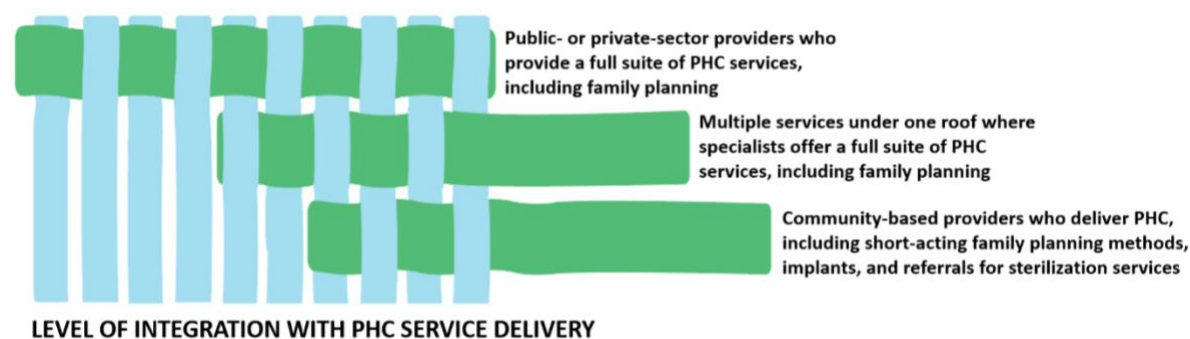 Public- or private-sector providers who
provide a full suite of PHC services,
including family planning
Multiple services under one roof where
specialists offer a full suite of PHC
services, including family planning
Community-based providers who deliver PHC,
including short-acting family planning methods,
implants, and referrals for sterilization services
LEVEL OF INTEGRATION WITH PHC SERVICE DELIVERY